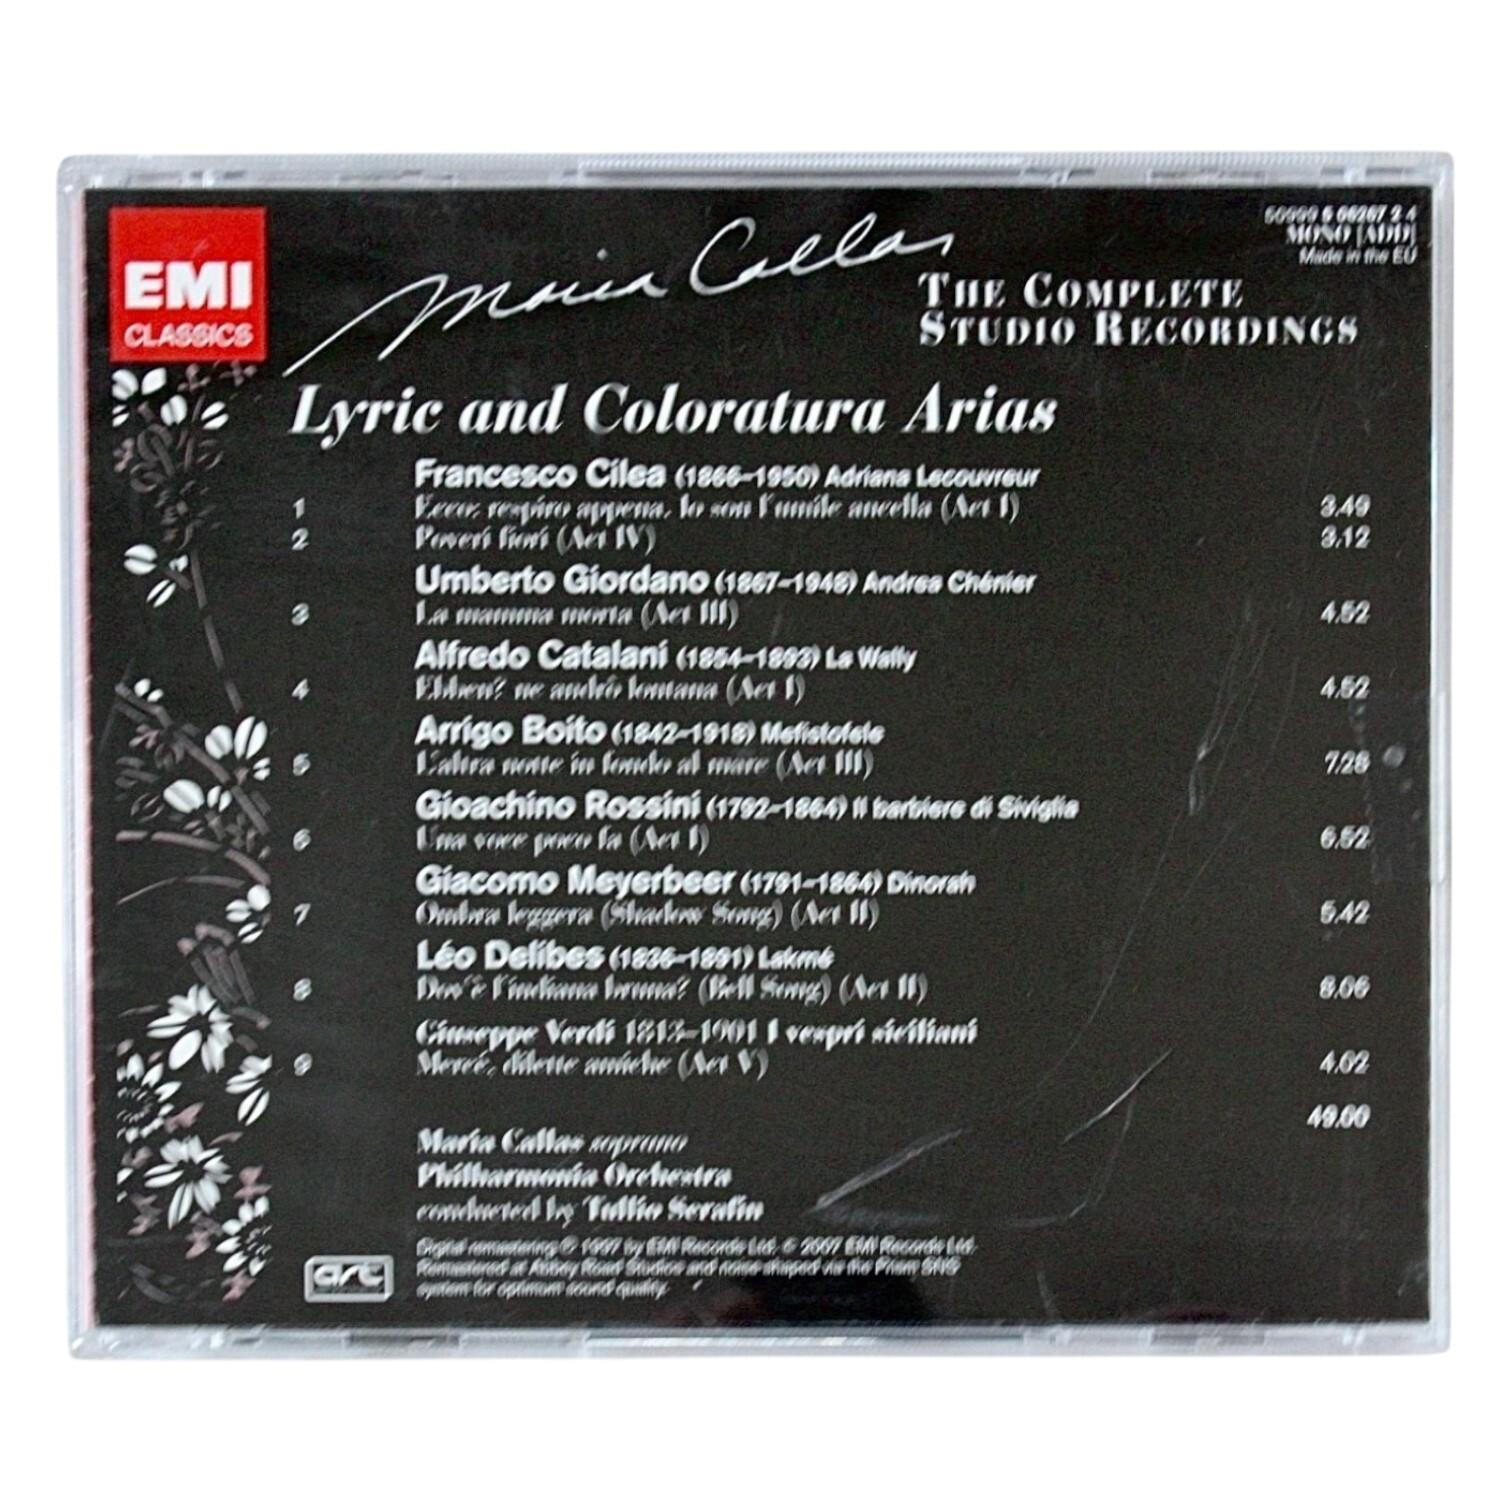 EMI
CLASSICS
Maria Callas
THE COMPLETE
STUDIO RECORDINGS
MONO [ADD]
Made in the EU
Lyric and Coloratura Arias
Francesco Cilea (1866–1950) Adriana Lecouvreur
1 Ecco: respiro appena. Io son l'umile ancella (Act I) 3.49
2 Poveri fiori (Act IV) 3.12
Umberto Giordano (1867–1948) Andrea Chénier
3 La mamma morta (Act III) 4.52
Alfredo Catalani (1854–1893) La Wally
4 Ebben? ne andrò lontana (Act I) 4.52
Arrigo Boito (1842–1918) Mefistofele
5 L'altra notte in fondo al mare (Act III) 7.28
Gioachino Rossini (1792–1864) Il barbiere di Siviglia
6 Una voce poco fa (Act I) 6.52
Giacomo Meyerbeer (1791–1864) Dinorah
7 Ombra leggera (Shadow Song) (Act II) 5.42
Léo Delibes (1836–1891) Lakmé
8 Dov'è l'indiana bruna? (Bell Song) (Act II) 8.06
Giuseppe Verdi 1813–1901 I vespri siciliani
9 Mercè, dilette amiche (Act V) 4.02
49.00
Maria Callas soprano
Philharmonia Orchestra
conducted by Tullio Serafin
art
Digital remastering ℗ 1997 by EMI Records Ltd. © 2007 EMI Records Ltd.
Remastered at Abbey Road Studios and noise shaped via the Prism SNS
system for optimum sound quality.